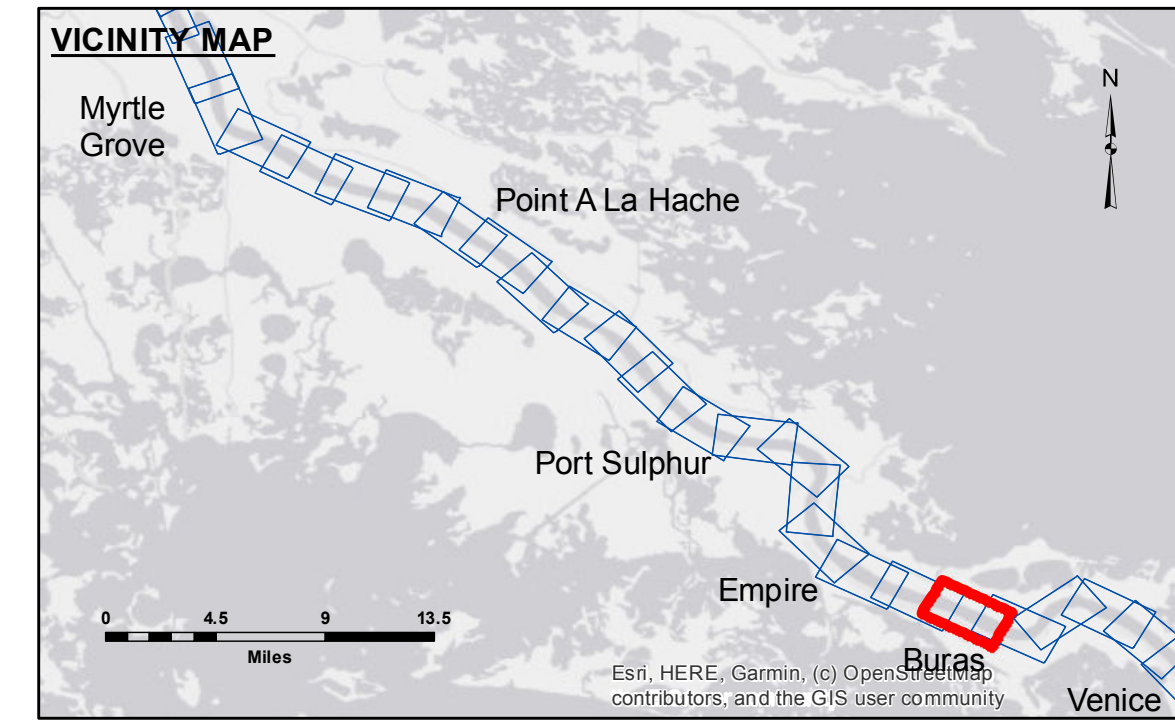 VICINITY MAP
N
Myrtle
Grove
Point A La Hache
Port Sulphur
Empire
0 4.5 9 13.5
Miles
Buras
Esri, HERE, Garmin, (c) OpenStreetMap
contributors, and the GIS user community
Venice